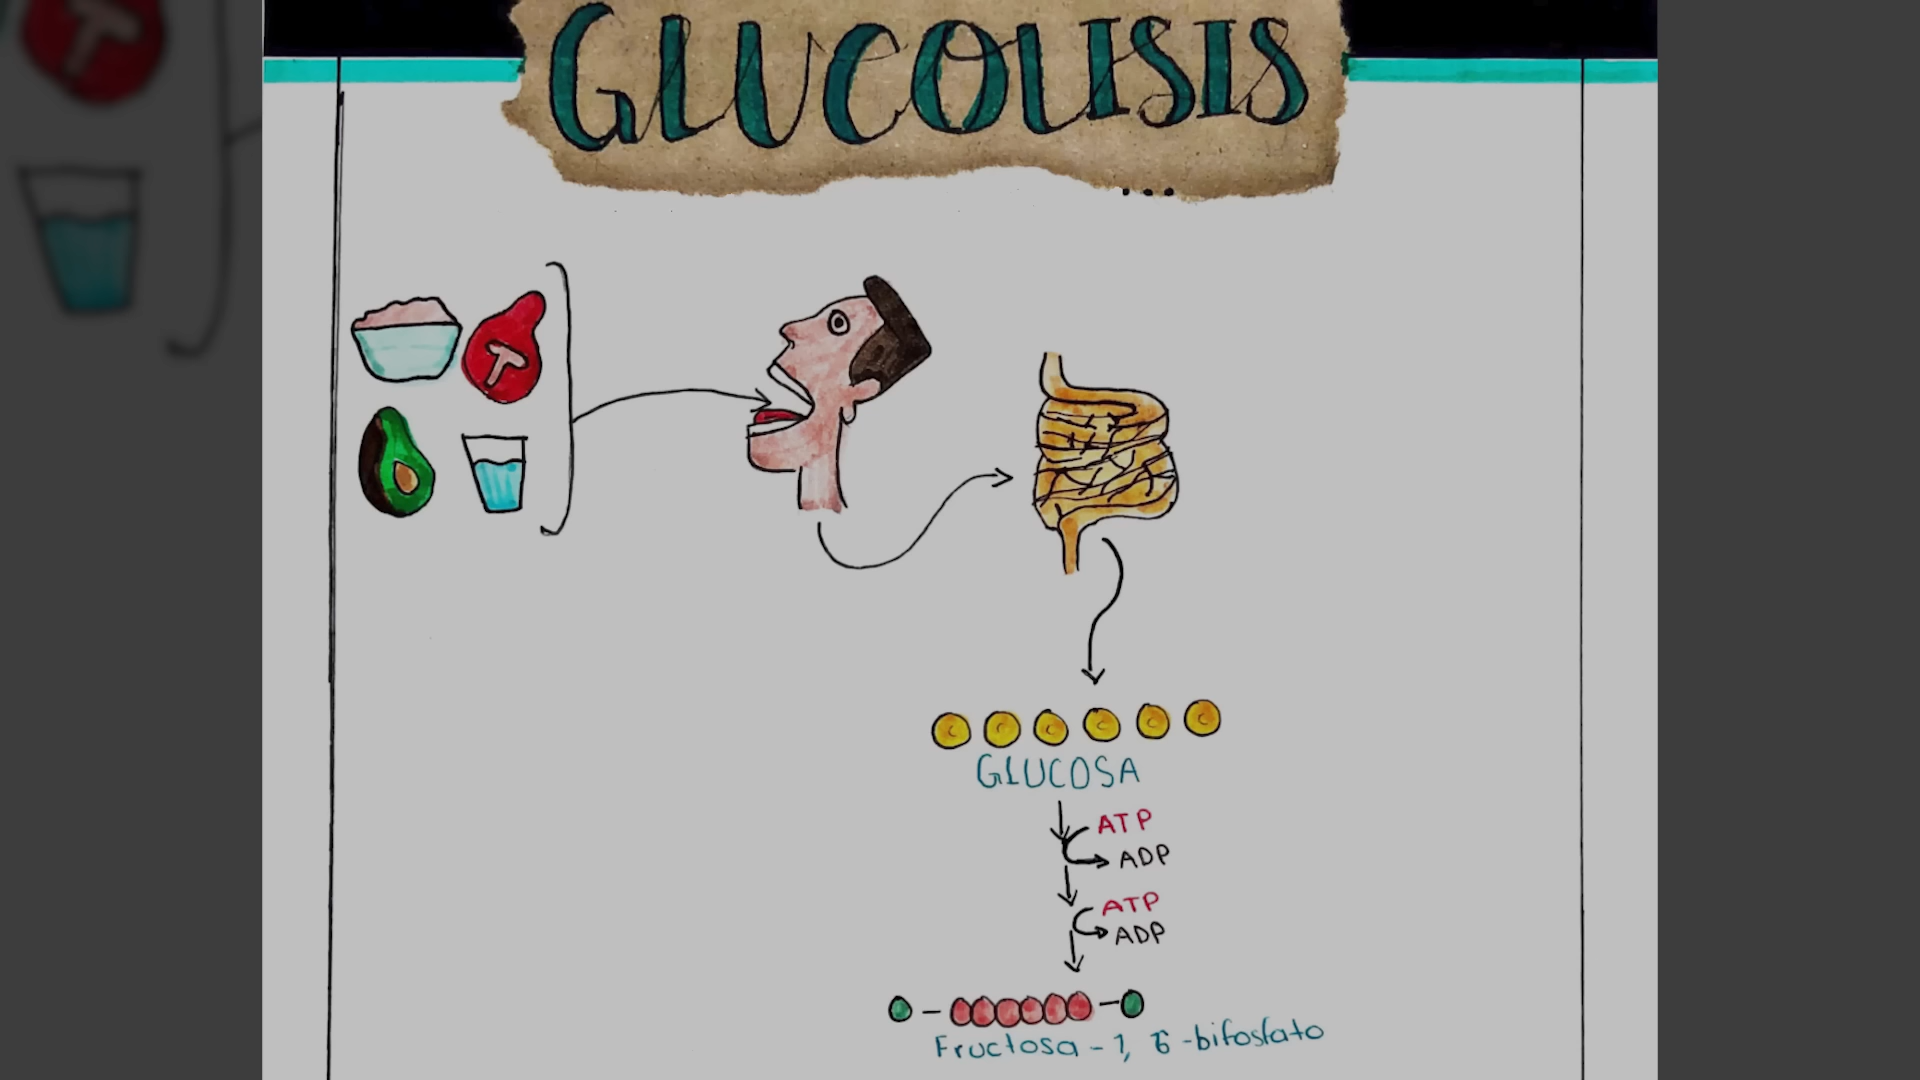 GLUCOLISIS
...
C C C C C C
GLUCOSA
ATP
ADP
ATP
ADP
Fructosa - 1, 6 - bifosfato